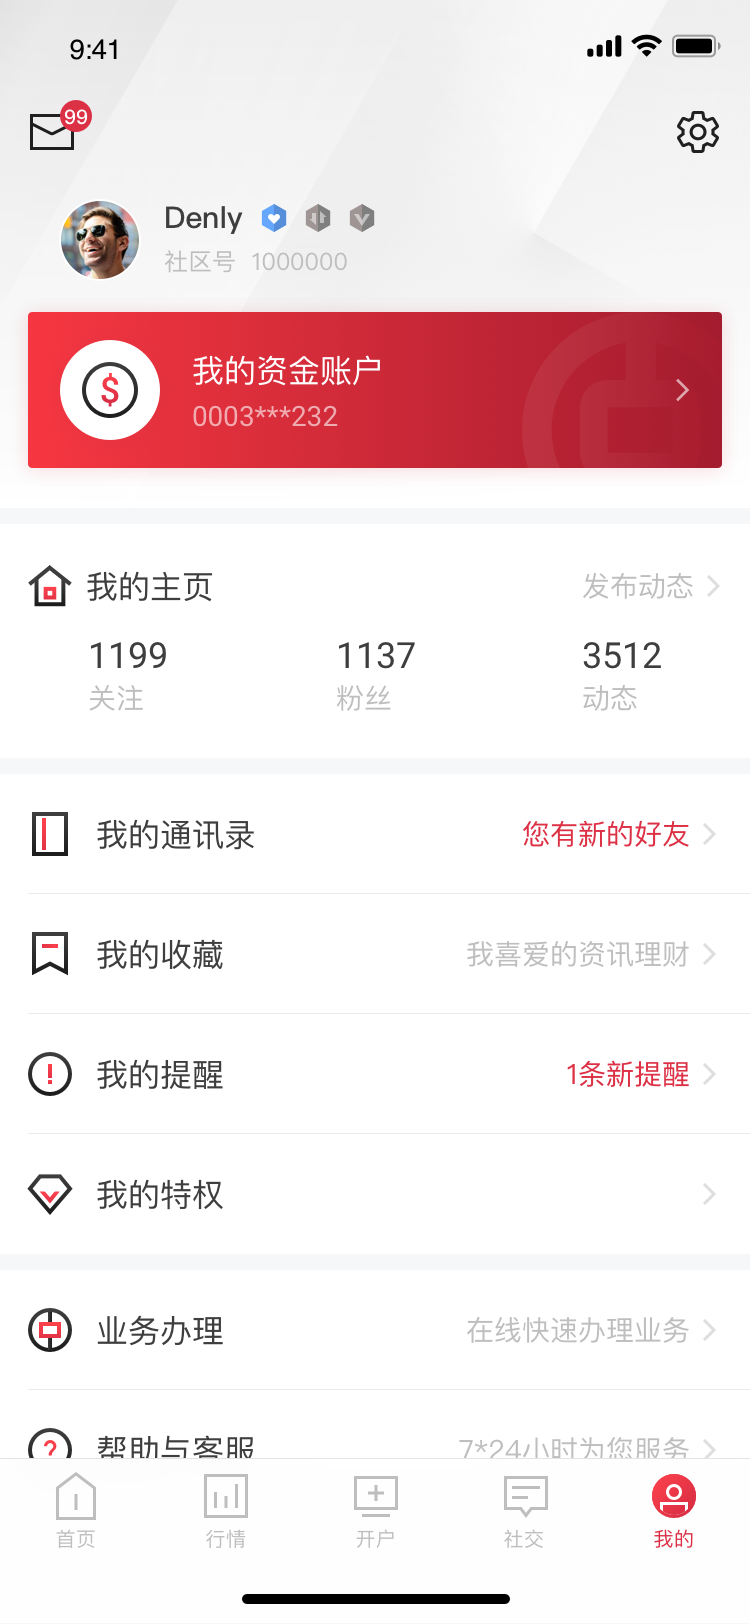 9:41
99
Denly
社区号 1000000
我的资金账户
0003***232
我的主页 发布动态
1199 1137 3512
关注 粉丝 动态
我的通讯录 您有新的好友
我的收藏 我喜爱的资讯理财
我的提醒 1条新提醒
我的特权
业务办理 在线快速办理业务
帮助与客服 7*24小时为您服务
首页 行情 开户 社交 我的